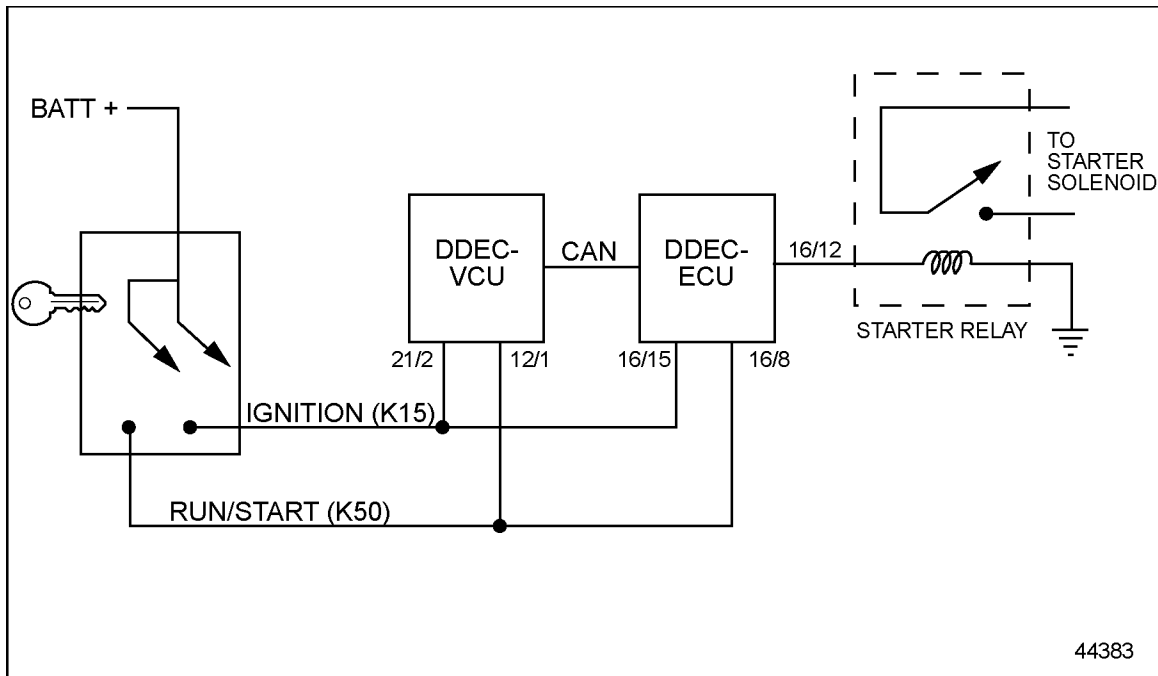 BATT +
DDEC-
VCU
CAN
DDEC-
ECU
16/12
TO
STARTER
SOLENOID
STARTER RELAY
21/2
12/1
16/15
16/8
IGNITION (K15)
RUN/START (K50)
44383